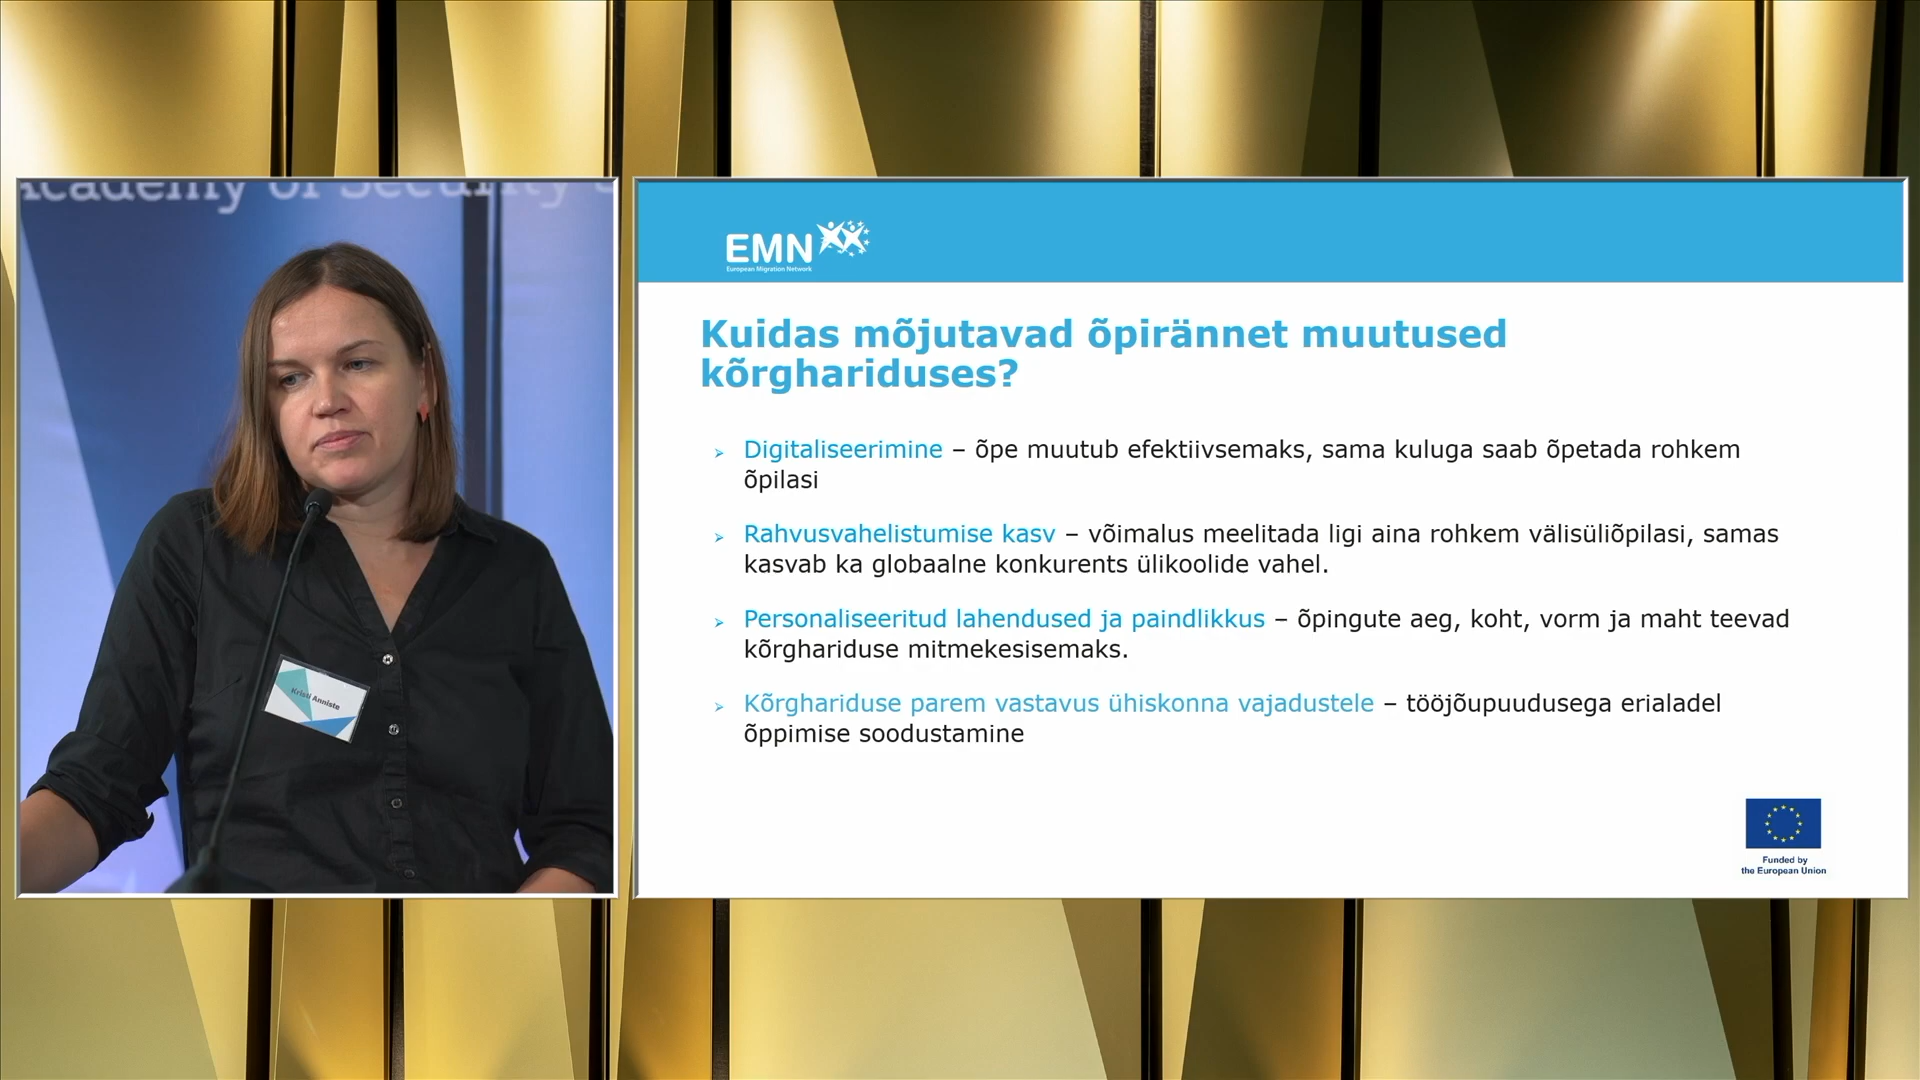 Academy of Security S
Kristi Anniste
EMN
European Migration Network
Kuidas mõjutavad õpirännet muutused
kõrghariduses?
Digitaliseerimine – õpe muutub efektiivsemaks, sama kuluga saab õpetada rohkem
õpilasi
Rahvusvahelistumise kasv – võimalus meelitada ligi aina rohkem välisüliõpilasi, samas
kasvab ka globaalne konkurents ülikoolide vahel.
Personaliseeritud lahendused ja paindlikkus – õpingute aeg, koht, vorm ja maht teevad
kõrghariduse mitmekesisemaks.
Kõrghariduse parem vastavus ühiskonna vajadustele – tööjõupuudusega erialadel
õppimise soodustamine
Funded by
the European Union